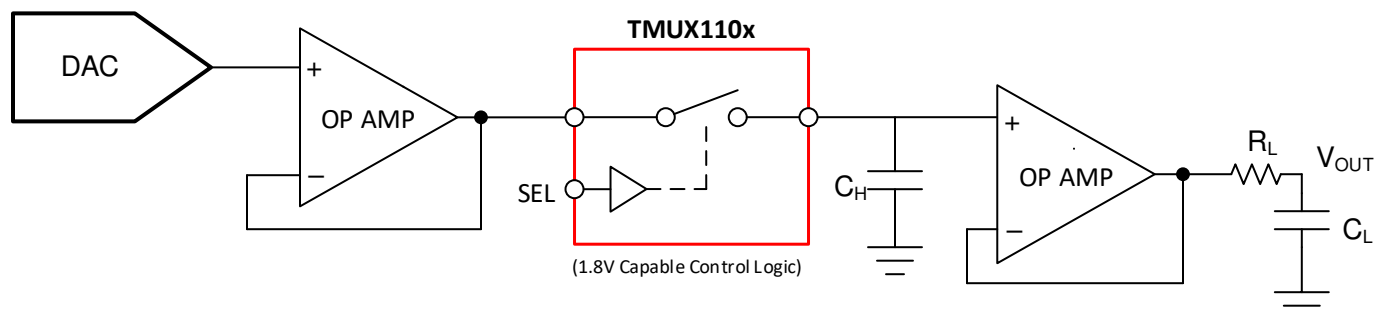 TMUX110x
DAC
+
OP AMP
−
SEL
(1.8V Capable Control Logic)
C_H
+
OP AMP
−
R_L
V_OUT
C_L